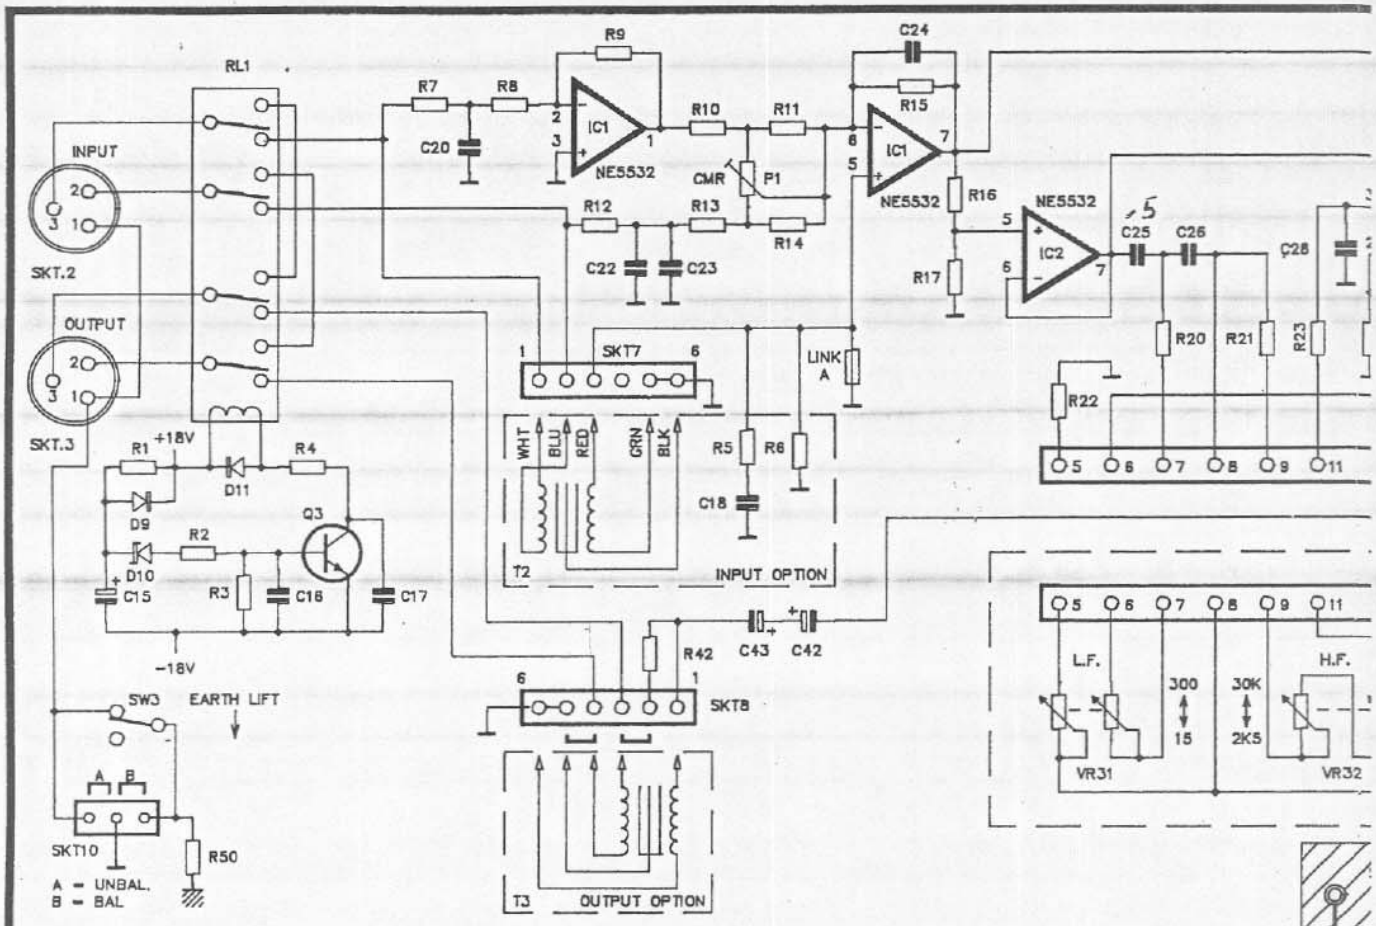 RL1
INPUT
2
3
1
SKT.2
OUTPUT
2
3
1
SKT.3
R7
R8
C20
R9
2
3
IC1
1
NE5532
R10
R11
CMR
P1
R12
R13
R14
C22
C23
C24
R15
6
5
IC1
7
NE5532
R16
R17
NE5532
5
6
IC2
7
.5
C25
C26
C28
R20
R21
R23
R22
5 6 7 8 9 11
1
SKT7
6
LINK
A
WHT
BLU
RED
GRN
BLK
R5
R6
C18
T2
INPUT OPTION
+18V
R1
D9
D11
R4
Q3
D10
R2
R3
C15
C16
C17
-18V
SW3
EARTH LIFT
A
B
SKT10
R50
A = UNBAL.
B = BAL
R42
C43
+
+
C42
6
1
SKT8
T3
OUTPUT OPTION
5 6 7 8 9 11
L.F.
300
15
30K
2K5
H.F.
VR31
VR32